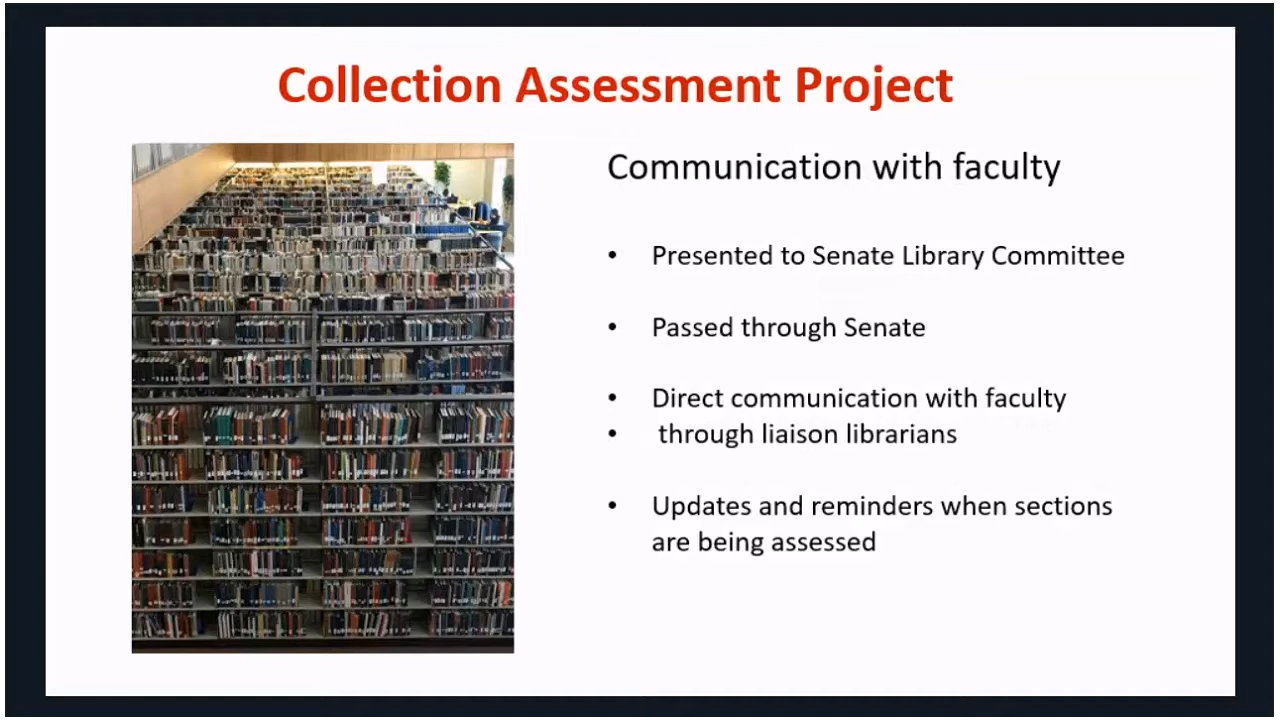 Collection Assessment Project
Communication with faculty
• Presented to Senate Library Committee
• Passed through Senate
• Direct communication with faculty
• through liaison librarians
• Updates and reminders when sections
are being assessed